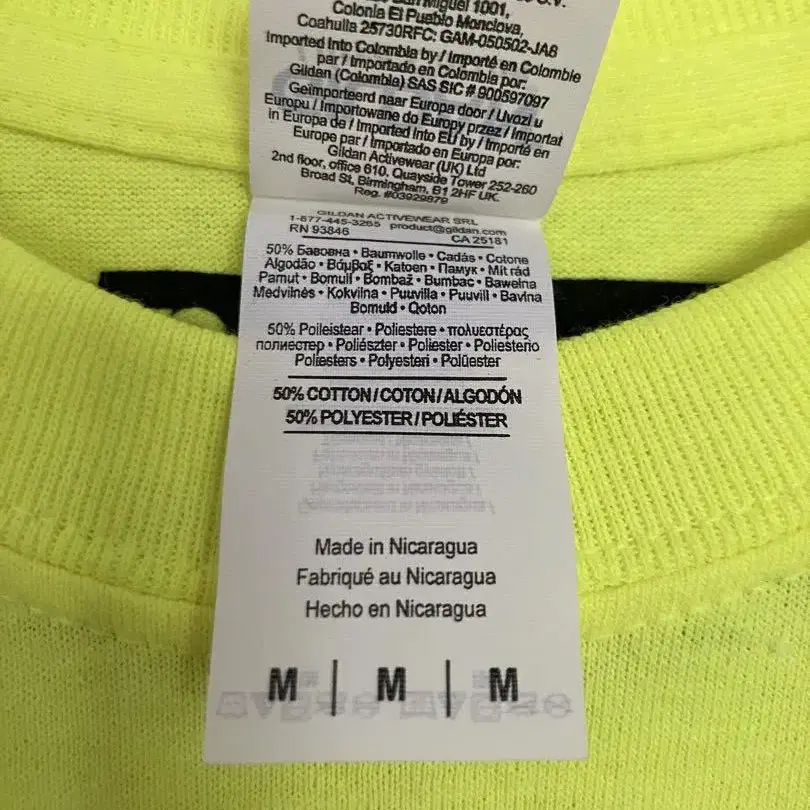 Miguel 1001,
Colonia El Pueblo Monclova,
Coahuila 25730RFC: GAM-050502-JA8
Imported Into Colombia by / Importé en Colombie
par / Importado en Colombia por:
Gildan (Colombia) SAS SIC # 900597097
Geïmporteerd naar Europa door / Uvozi u
Europu / Importowane do Europy przez / Importat
in Europa de / Imported Into EU by / Importé en
Europe par / Importado en Europa por:
Gildan Activewear (UK) Ltd
2nd floor, office 610, Quayside Tower 252-260
Broad St, Birmingham, B1 2HF UK.
Reg. #03929879
GILDAN ACTIVEWEAR SRL
1-877-445-3265 product@gildan.com
RN 93846 CA 25181
50% Бавовна • Baumwolle • Cadás • Cotone
Algodão • Βάμβαξ • Katoen • Памук • Mit rád
Pamut • Bomull • Bombaž • Bumbac • Bawełna
Medvilnės • Kokvilna • Puuvilla • Puuvill • Bavlna
Bomuld • Qoton
50% Poileistear • Poliestere • πολυεστέρας
полиестер • Poliészter • Poliester • Poliesterio
Poliesters • Polyesteri • Polüester
50% COTTON / COTON / ALGODÓN
50% POLYESTER / POLIÉSTER
Made in Nicaragua
Fabriqué au Nicaragua
Hecho en Nicaragua
M | M | M